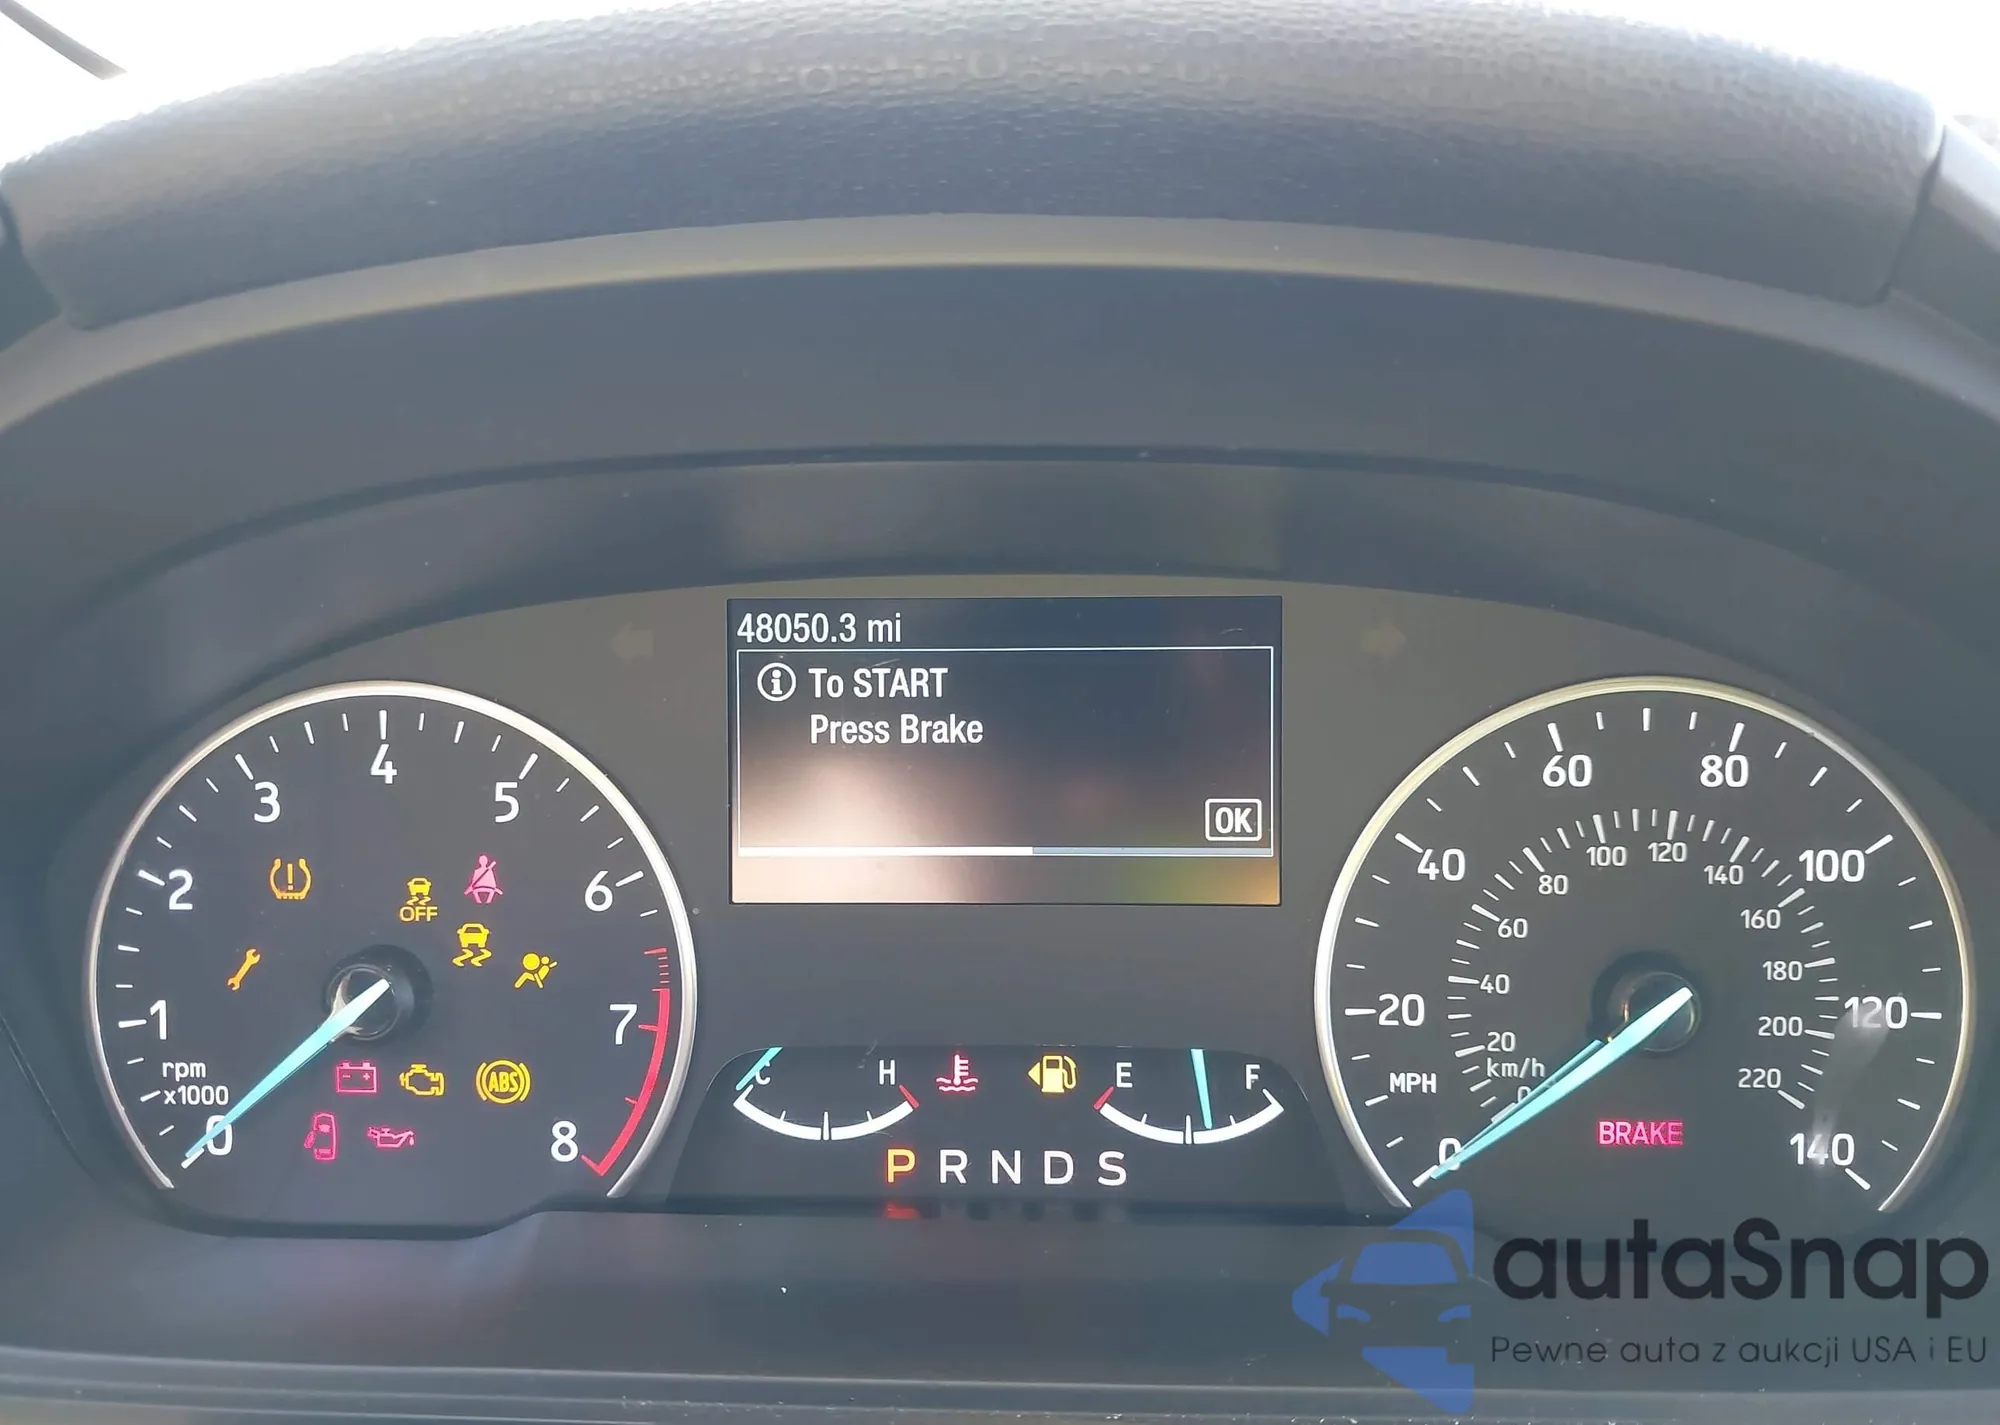 48050.3 mi
To START
Press Brake
OK
0 1 2 3 4 5 6 7 8
rpm
x1000
OFF
ABS
C H
E F
P R N D S
0 20 40 60 80 100 120 140
MPH
0 20 40 60 80 100 120 140 160 180 200 220
km/h
BRAKE
autaSnap
Pewne auta z aukcji USA i EU